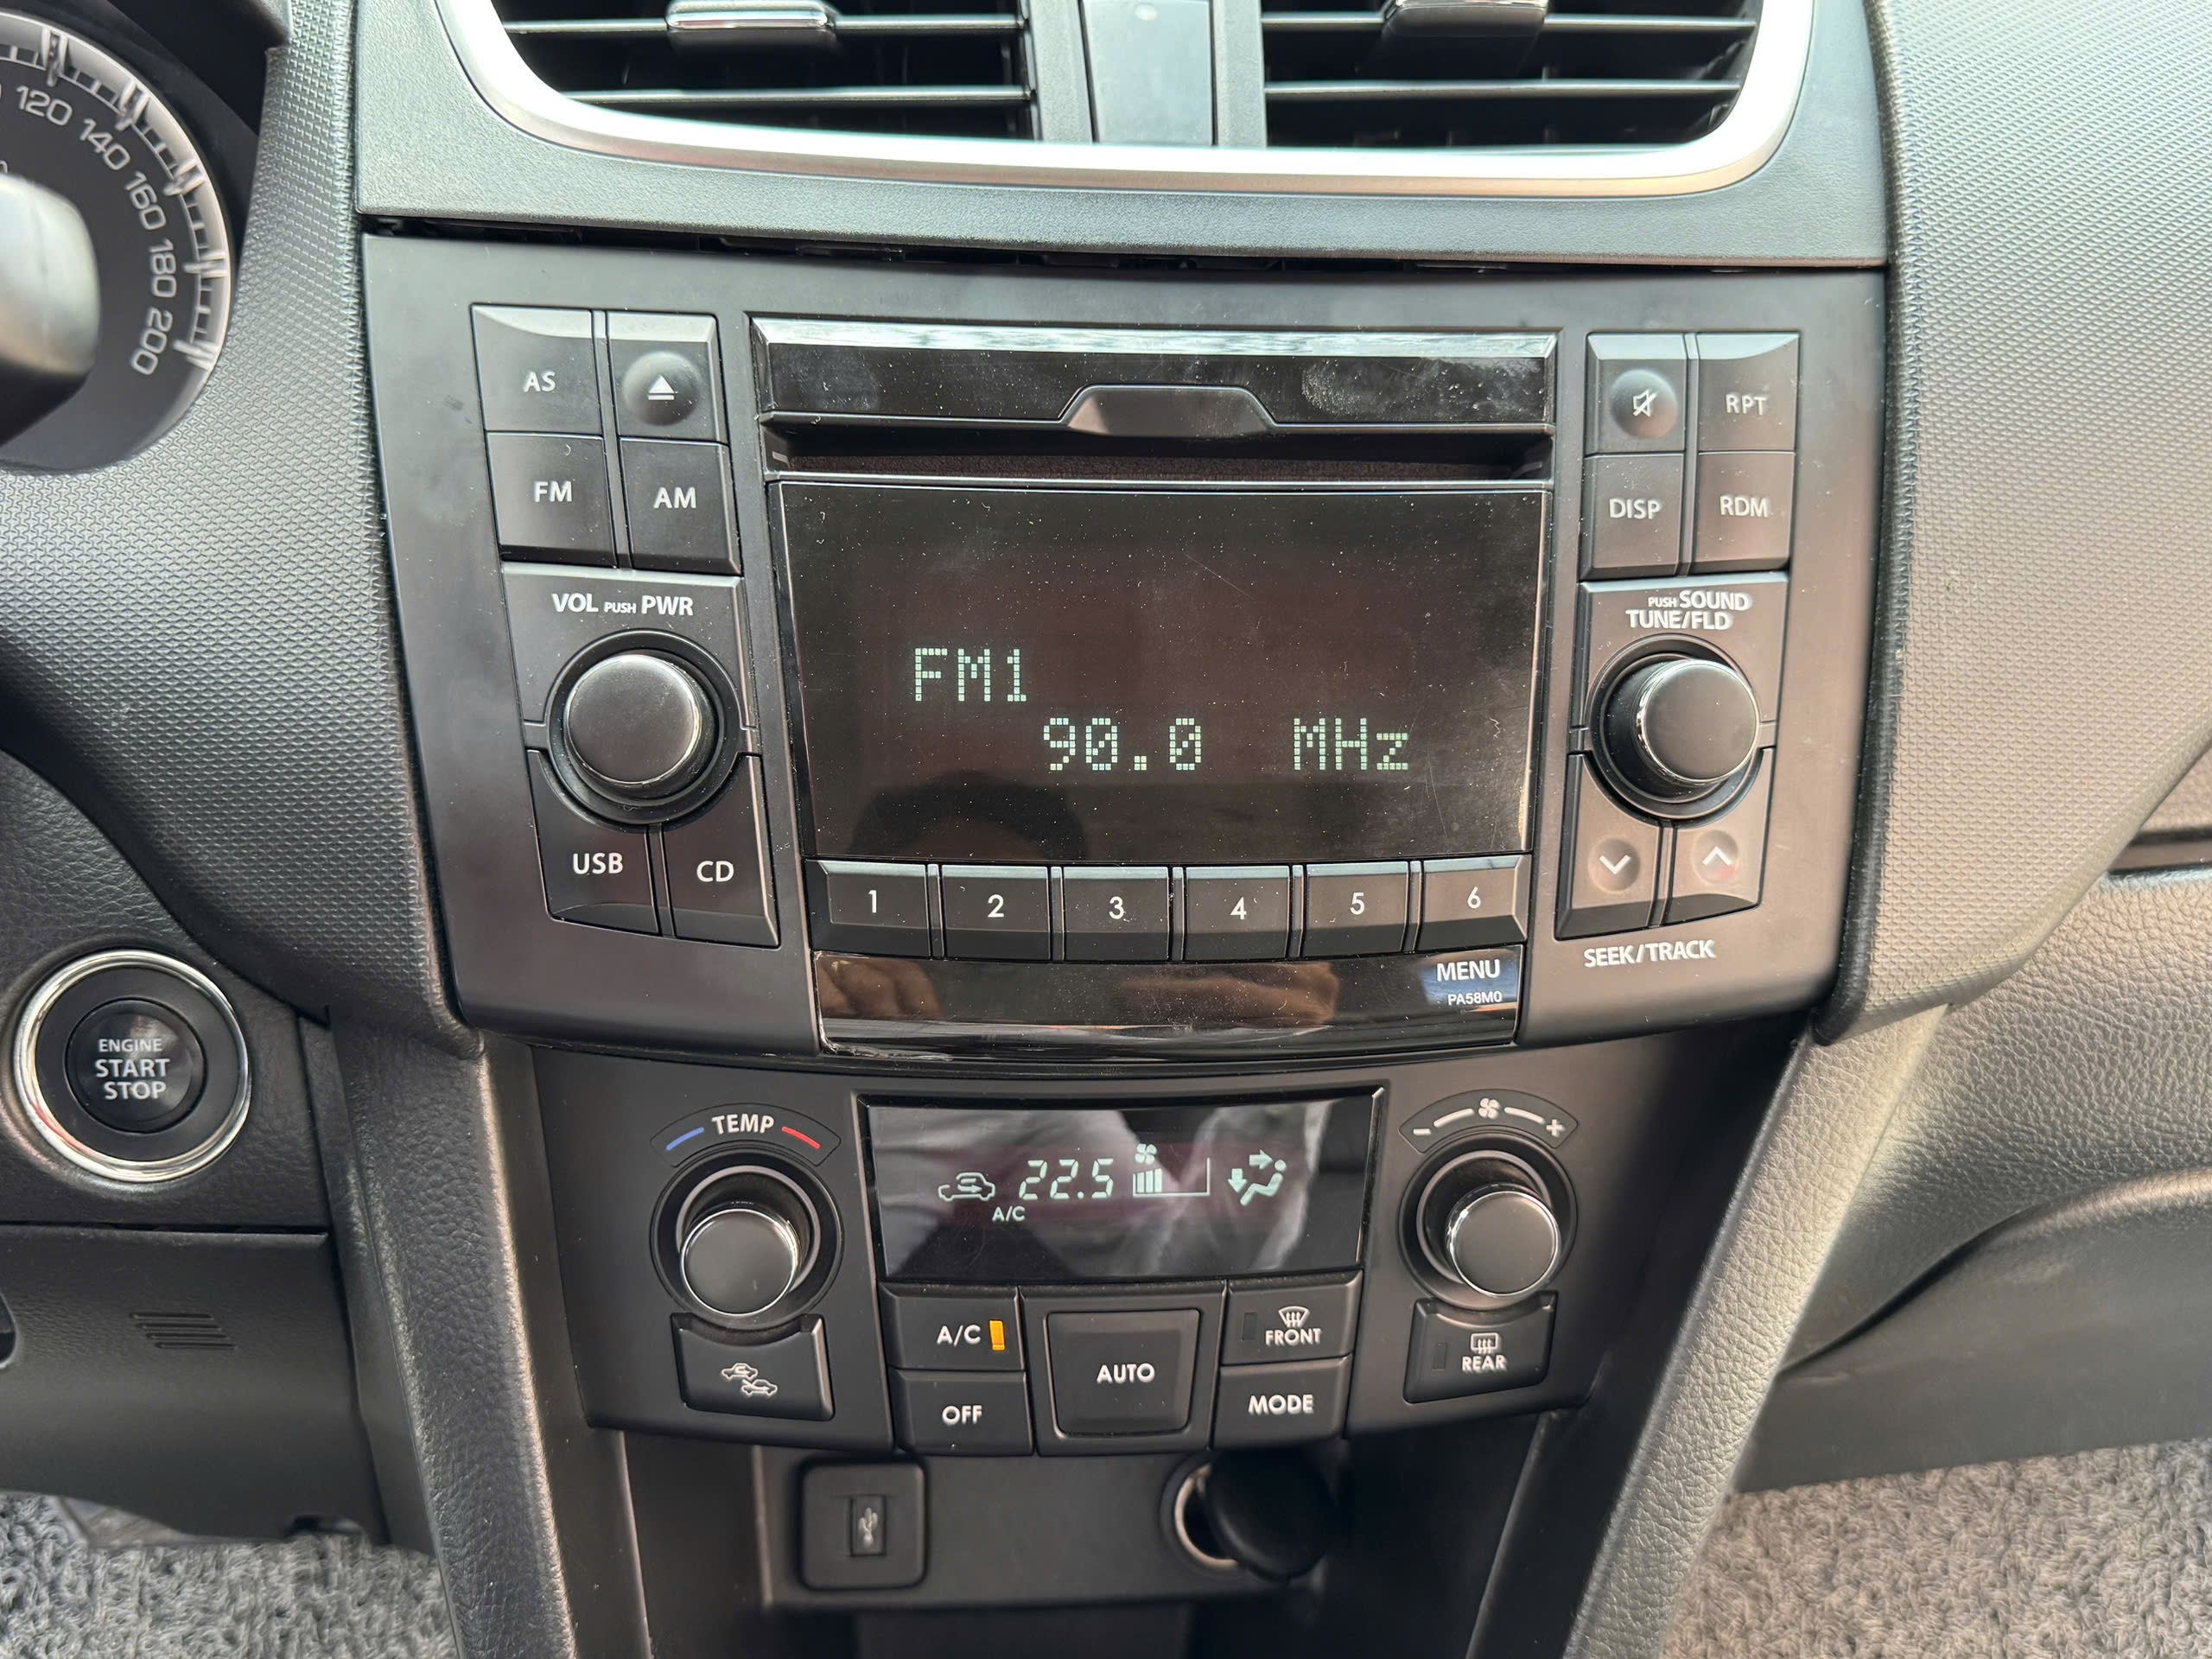 120
140
160
180
200
AS
FM
AM
VOL PUSH PWR
USB
CD
FM1
90.0 MHz
1
2
3
4
5
6
MENU
PA58M0
RPT
DISP
RDM
PUSH SOUND
TUNE/FLD
SEEK/TRACK
ENGINE
START
STOP
TEMP
22.5
A/C
- +
A/C
OFF
AUTO
FRONT
MODE
REAR